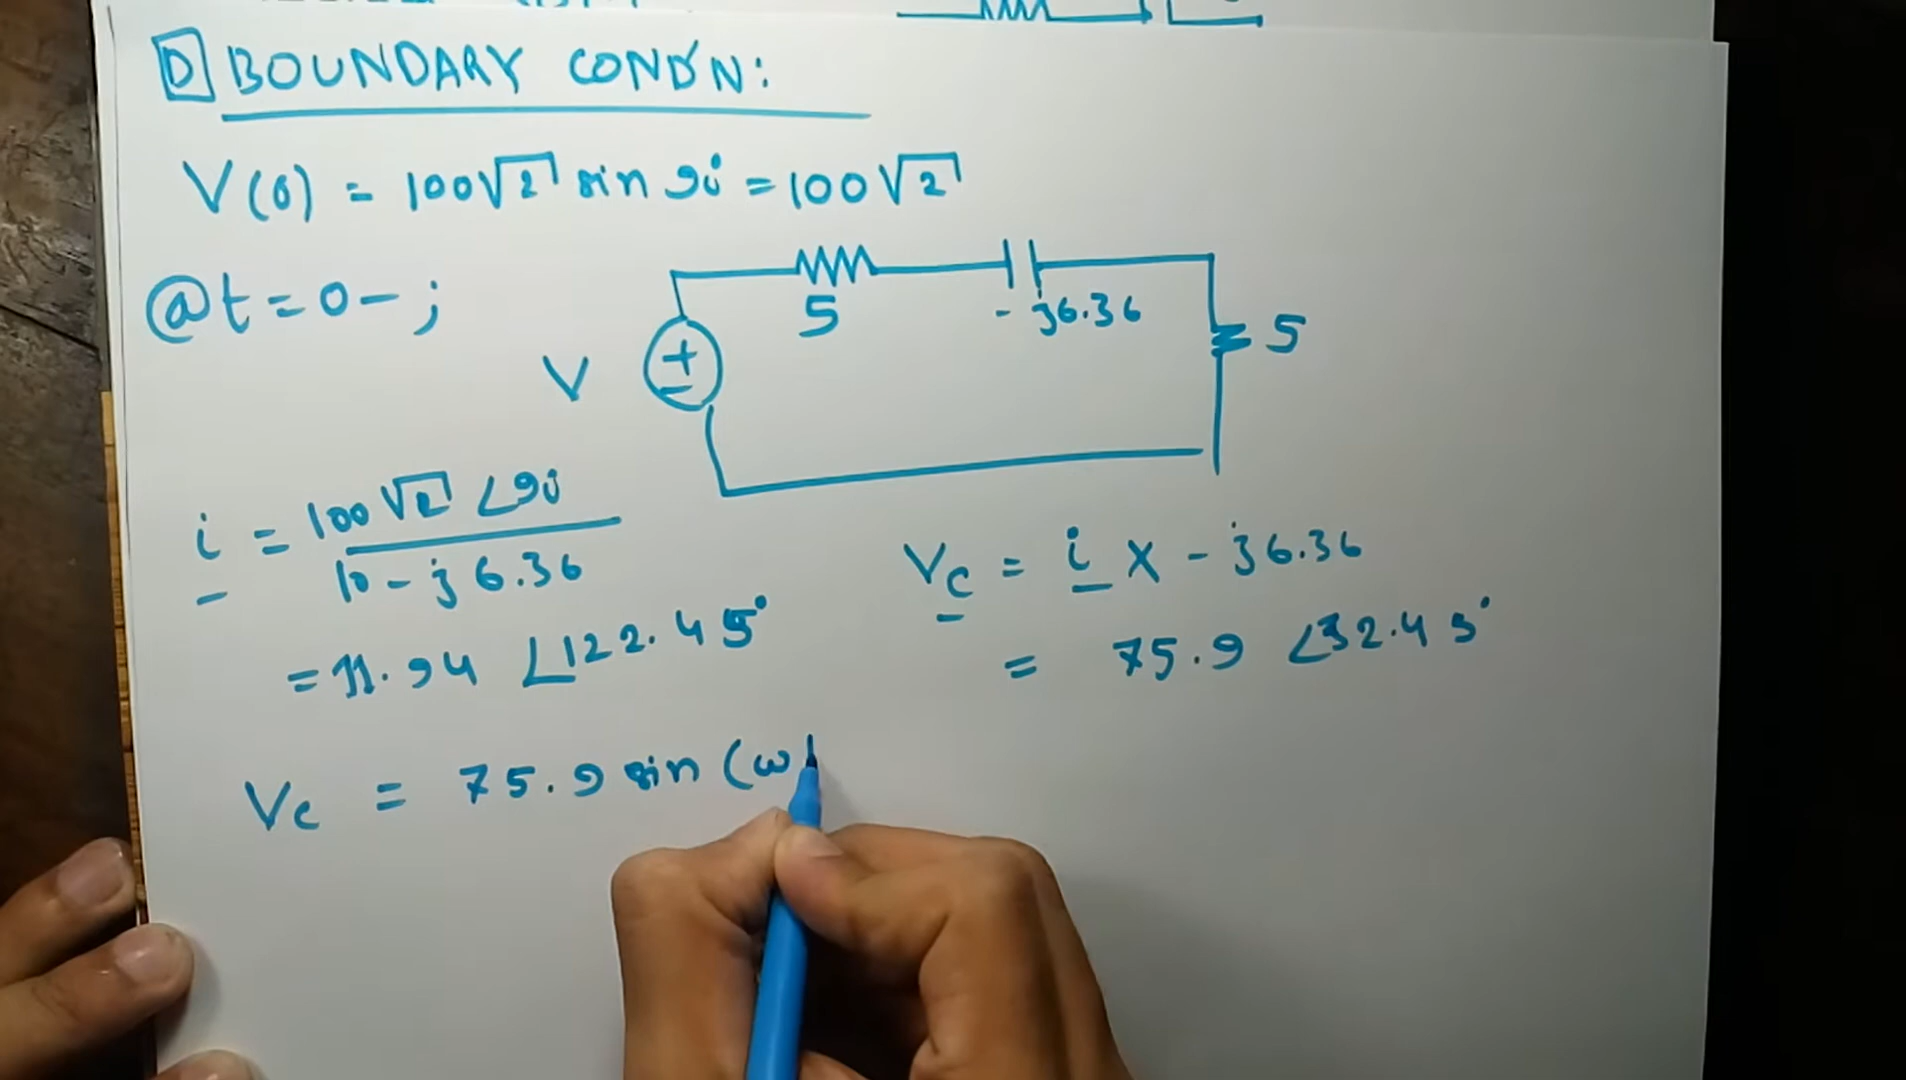 D BOUNDARY COND'N:
V(0) = 100√2 sin 90° = 100√2
@t=0- ;
5
- j6.36
5
V
+
-
i = 100√2 ∠90°
10 - j6.36
= 11.94 ∠122.45°
Vc = i x - j6.36
= 75.9 ∠32.45°
Vc = 75.9 sin (ω